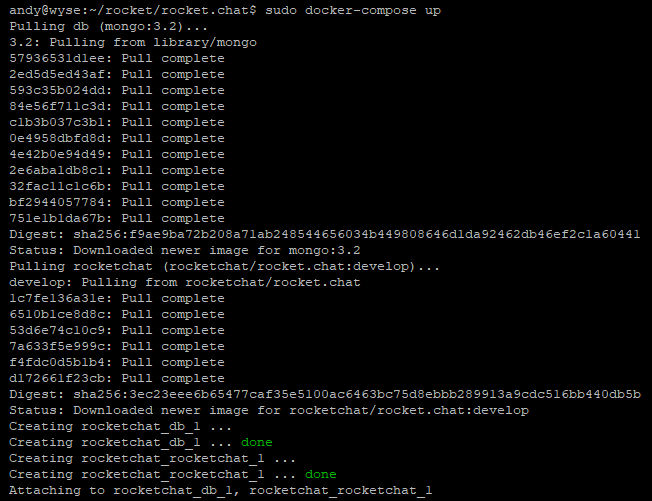 andy@wyse:~/rocket/rocket.chat$ sudo docker-compose up
Pulling db (mongo:3.2)...
3.2: Pulling from library/mongo
57936531d1ee: Pull complete
2ed5d5ed43af: Pull complete
593c35b024dd: Pull complete
84e56f711c3d: Pull complete
c1b3b037c3b1: Pull complete
0e4958dbfd8d: Pull complete
4e42b0e94d49: Pull complete
2e6aba1db8c1: Pull complete
32fac11c1c6b: Pull complete
bf2944057784: Pull complete
751e1b1da67b: Pull complete
Digest: sha256:f9ae9ba72b208a71ab248544656034b449808646d1da92462db46ef2c1a60441
Status: Downloaded newer image for mongo:3.2
Pulling rocketchat (rocketchat/rocket.chat:develop)...
develop: Pulling from rocketchat/rocket.chat
1c7fe136a31e: Pull complete
6510b1ce8d8c: Pull complete
53d6e74c10c9: Pull complete
7a633f5e999c: Pull complete
f4fdc0d5b1b4: Pull complete
d172661f23cb: Pull complete
Digest: sha256:3ec23eee6b65477caf35e5100ac6463bc75d8ebbb289913a9cdc516bb440db5b
Status: Downloaded newer image for rocketchat/rocket.chat:develop
Creating rocketchat_db_1 ...
Creating rocketchat_db_1 ... done
Creating rocketchat_rocketchat_1 ...
Creating rocketchat_rocketchat_1 ... done
Attaching to rocketchat_db_1, rocketchat_rocketchat_1